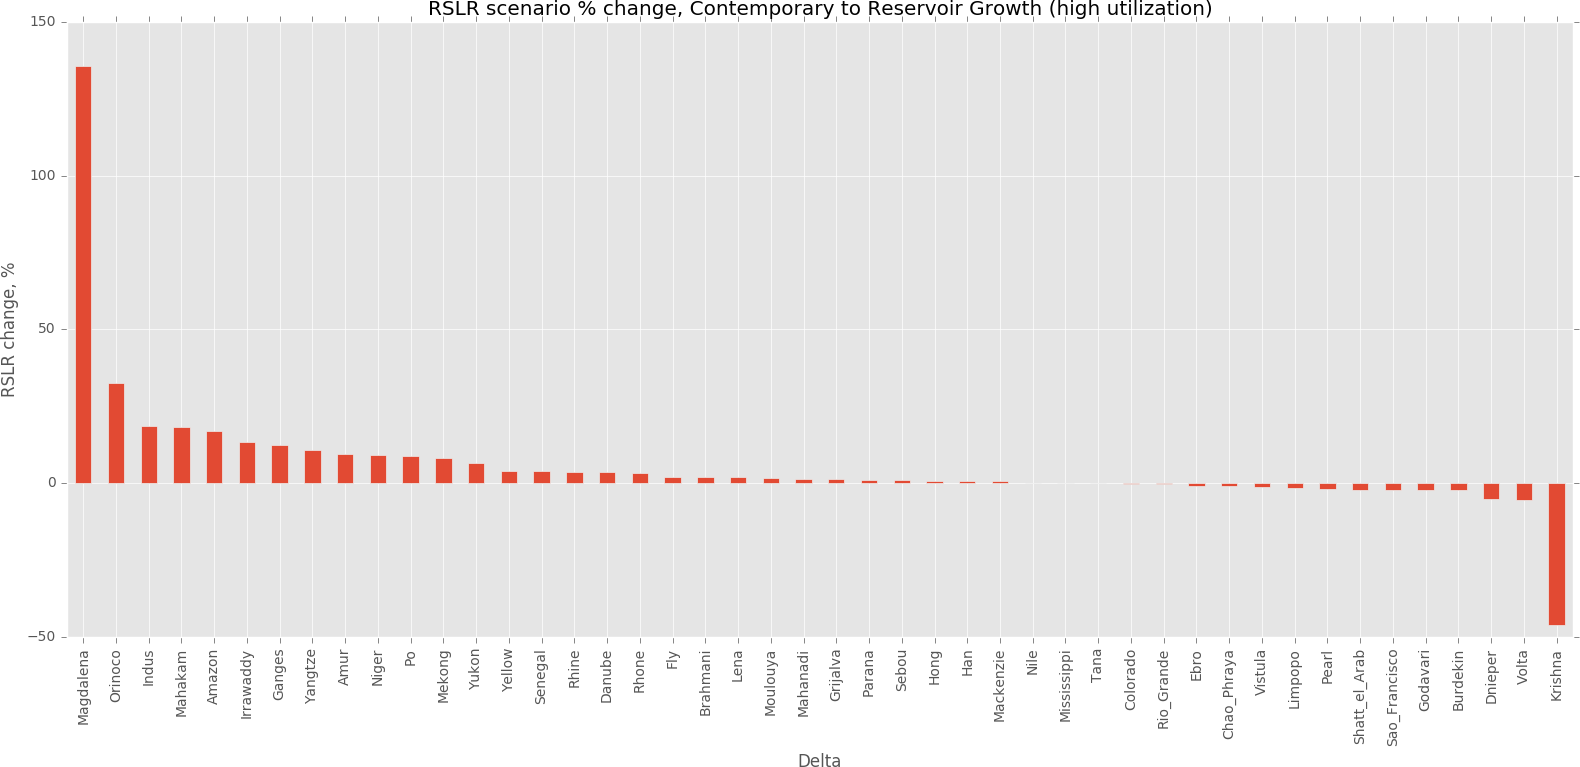 RSLR scenario % change, Contemporary to Reservoir Growth (high utilization)
150
100
50
0
−50
RSLR change, %
Magdalena
Orinoco
Indus
Mahakam
Amazon
Irrawaddy
Ganges
Yangtze
Amur
Niger
Po
Mekong
Yukon
Yellow
Senegal
Rhine
Danube
Rhone
Fly
Brahmani
Lena
Moulouya
Mahanadi
Grijalva
Parana
Sebou
Hong
Han
Mackenzie
Nile
Mississippi
Tana
Colorado
Rio_Grande
Ebro
Chao_Phraya
Vistula
Limpopo
Pearl
Shatt_el_Arab
Sao_Francisco
Godavari
Burdekin
Dnieper
Volta
Krishna
Delta